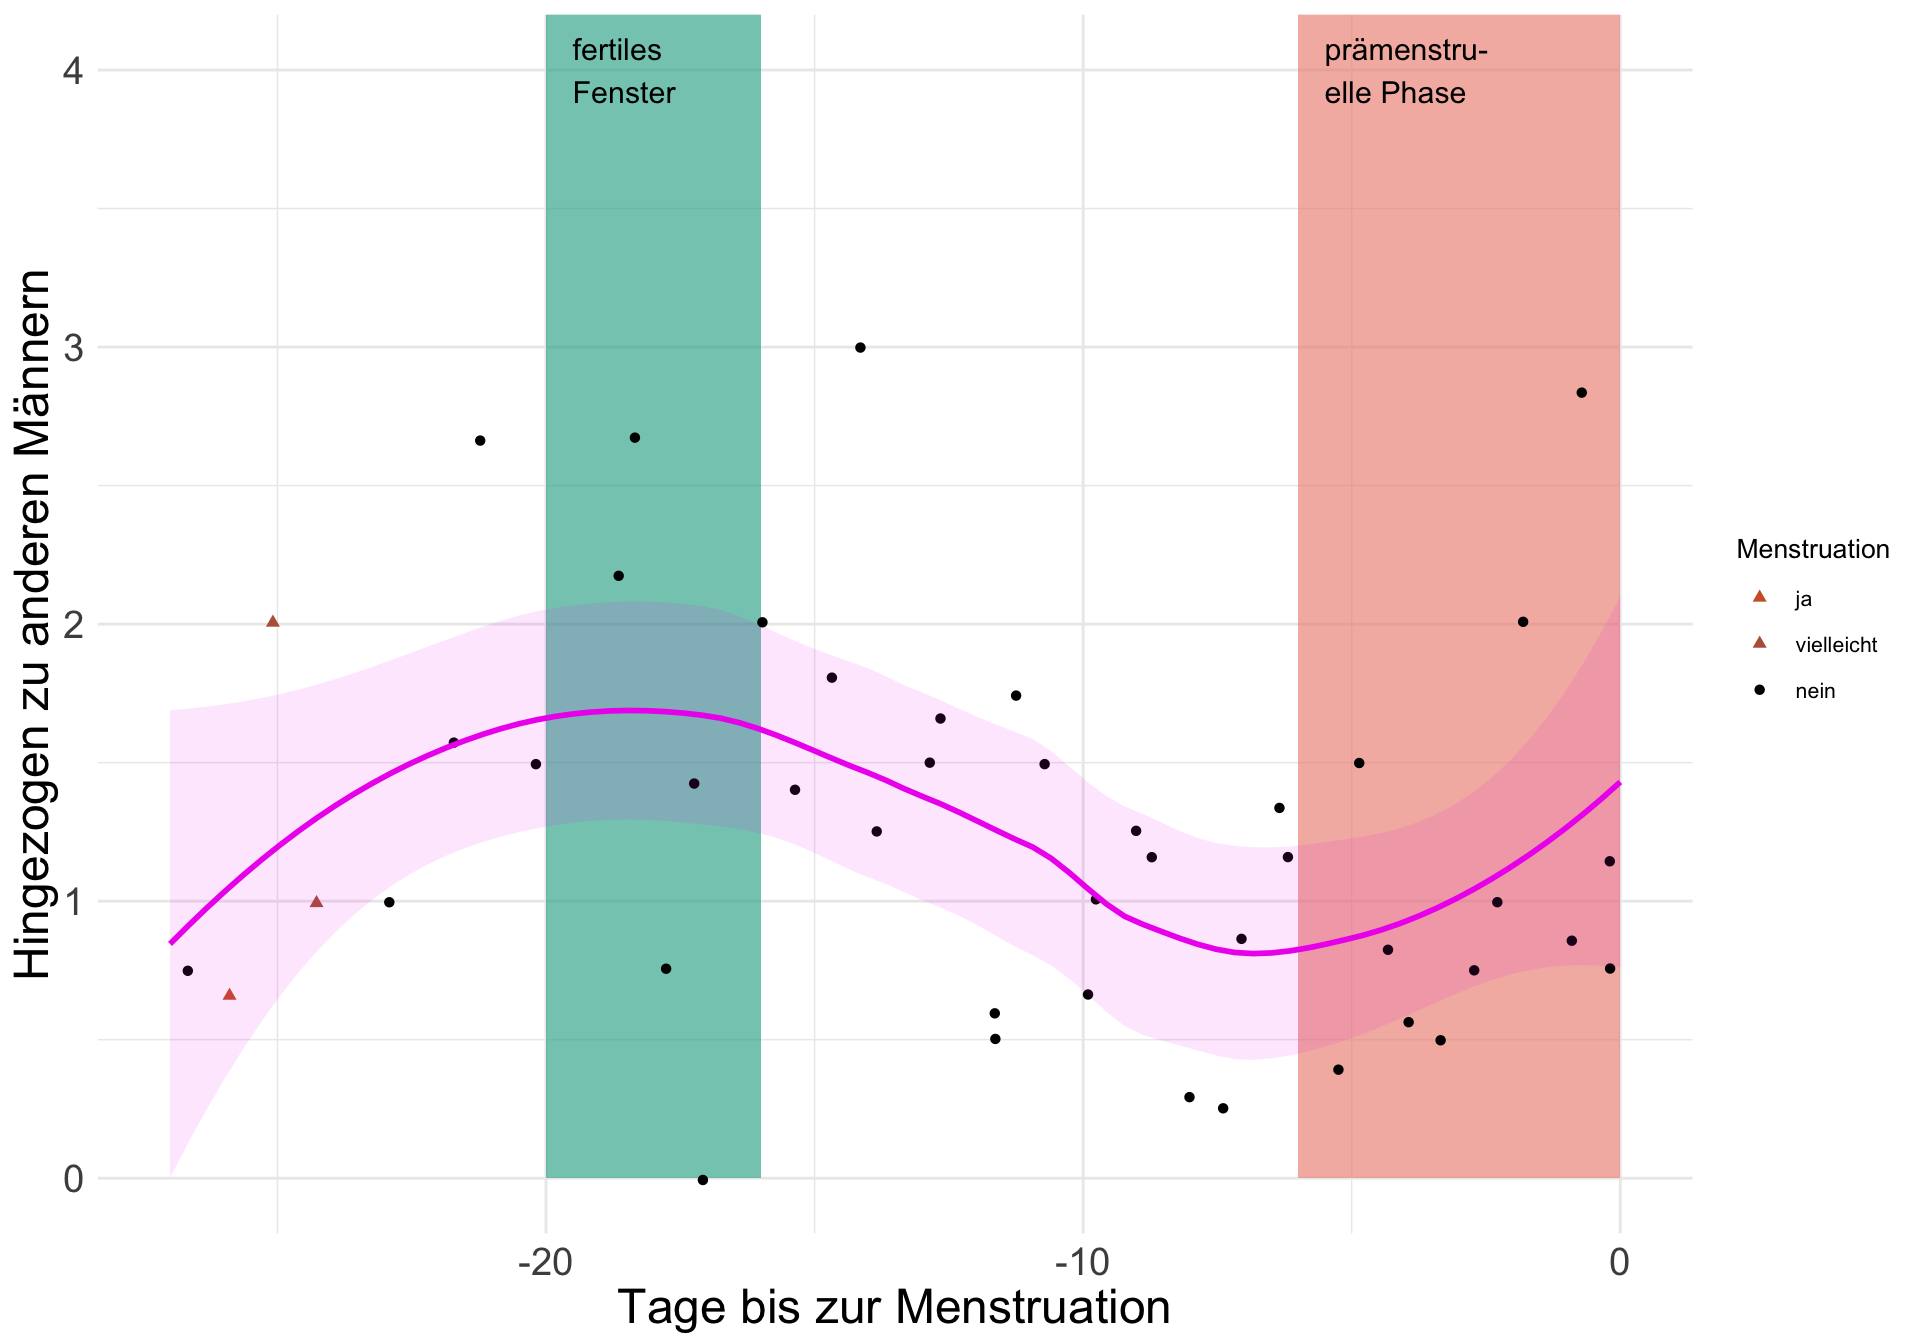 fertiles
Fenster
prämenstru-
elle Phase
4
3
2
1
0
Hingezogen zu anderen Männern
-20
-10
0
Tage bis zur Menstruation
Menstruation
ja
vielleicht
nein